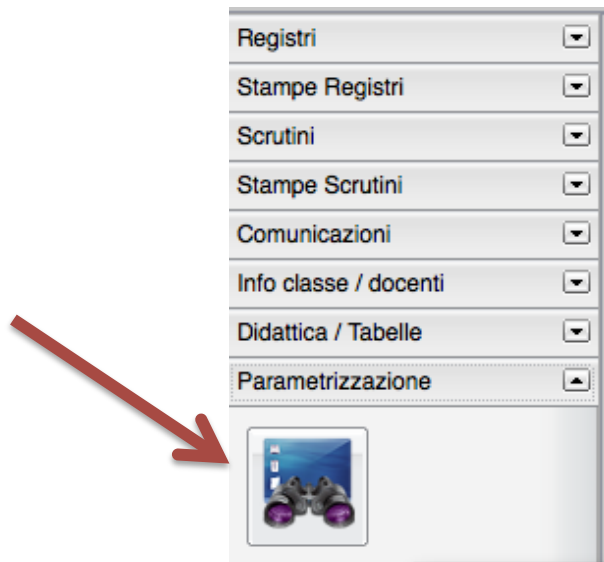 Registri
Stampe Registri
Scrutini
Stampe Scrutini
Comunicazioni
Info classe / docenti
Didattica / Tabelle
Parametrizzazione